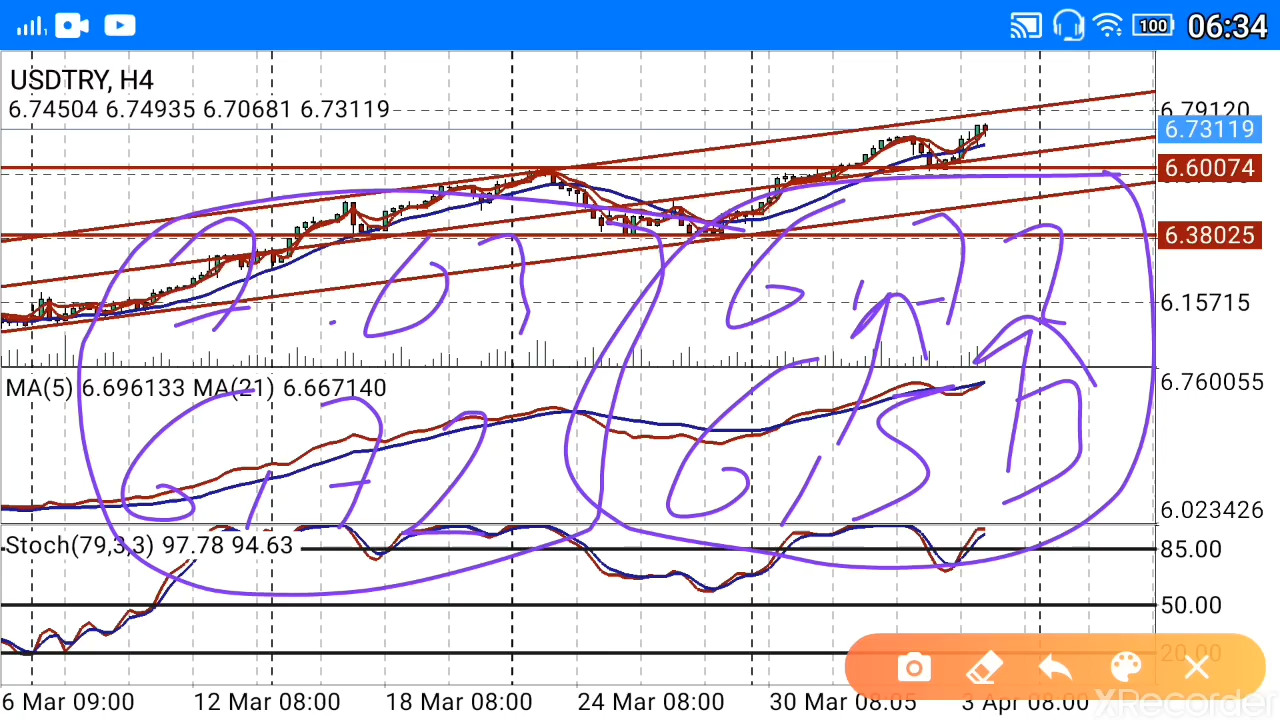 100 06:34
USDTRY, H4
6.74504 6.74935 6.70681 6.73119
6.79120
6.73119
6.60074
6.38025
6.15715
MA(5) 6.696133 MA(21) 6.667140
6.760055
6.023426
Stoch(79,3,3) 97.78 94.63
85.00
50.00
20.00
6 Mar 09:00 12 Mar 08:00 18 Mar 08:00 24 Mar 08:00 30 Mar 08:05 3 Apr 08:00
XRecorder